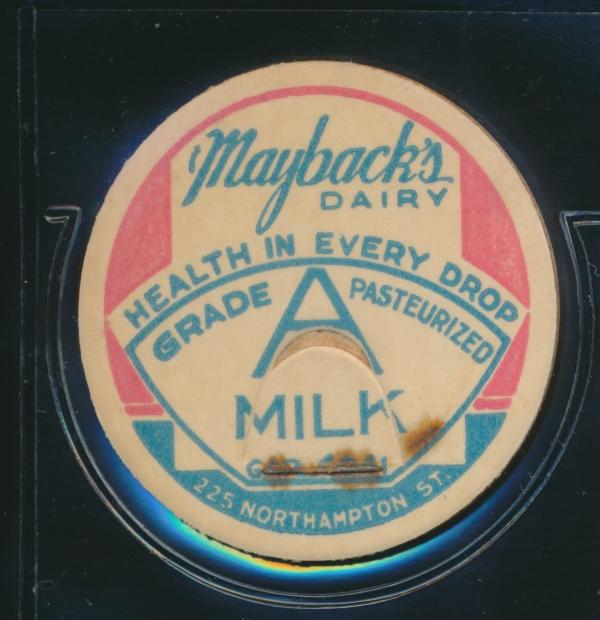 Mayback's
DAIRY
HEALTH IN EVERY DROP
GRADE A PASTEURIZED
MILK
225 NORTHAMPTON ST.